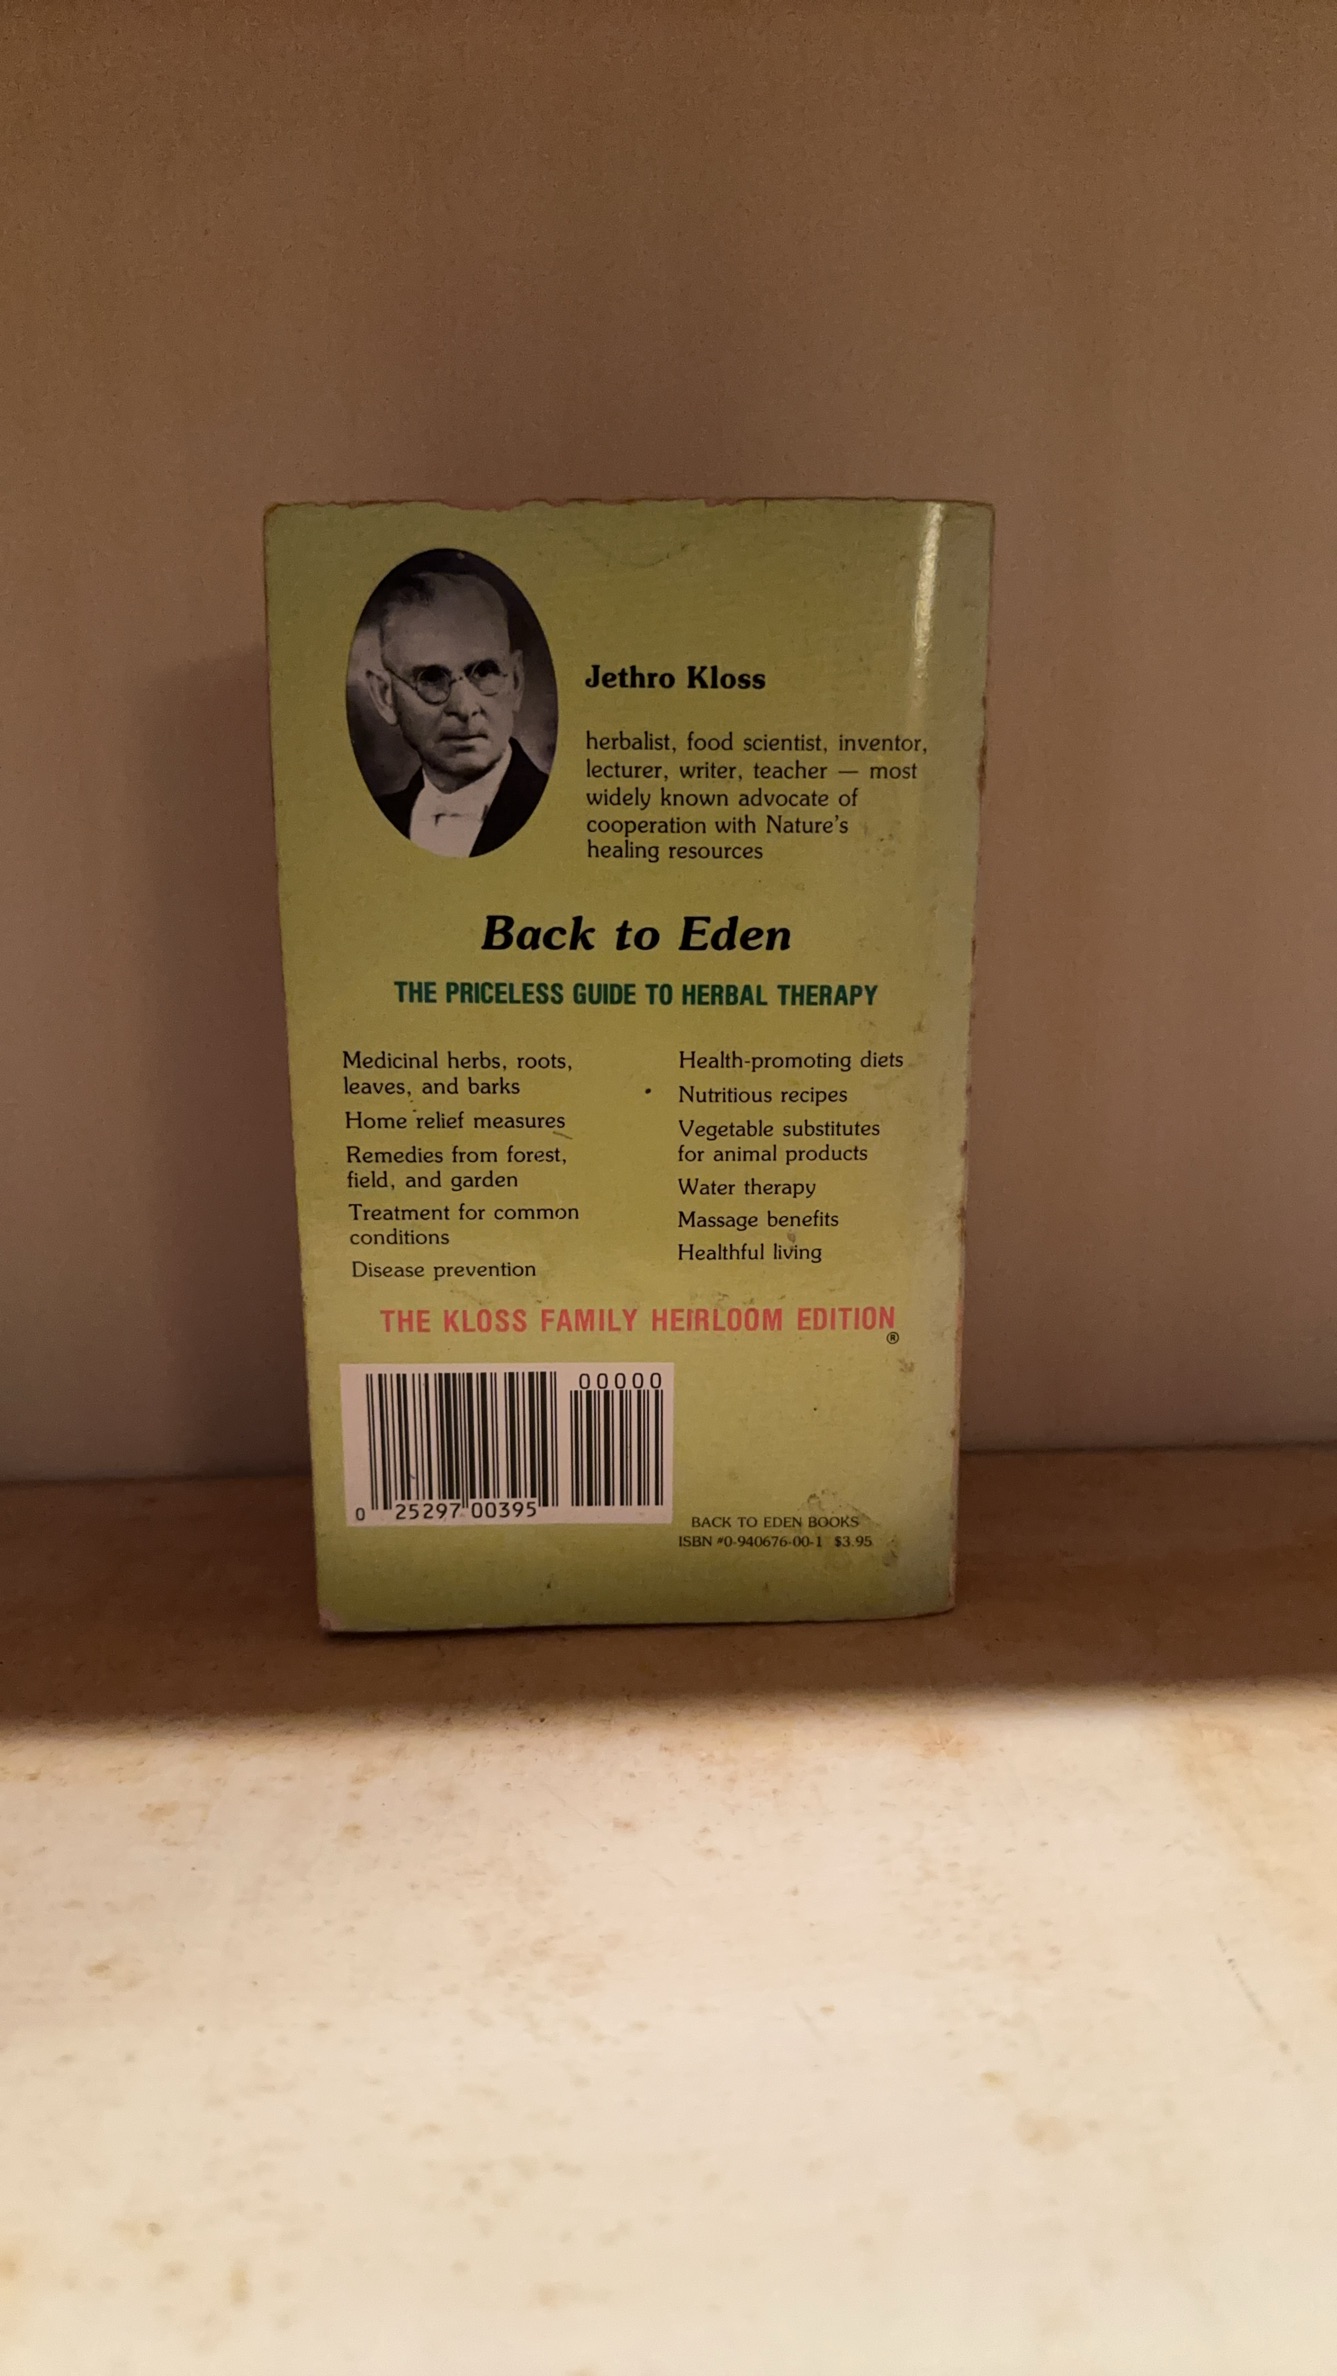 Jethro Kloss
herbalist, food scientist, inventor,
lecturer, writer, teacher — most
widely known advocate of
cooperation with Nature's
healing resources
Back to Eden
THE PRICELESS GUIDE TO HERBAL THERAPY
Medicinal herbs, roots,
leaves, and barks
Home relief measures
Remedies from forest,
field, and garden
Treatment for common
conditions
Disease prevention
Health-promoting diets
Nutritious recipes
Vegetable substitutes
for animal products
Water therapy
Massage benefits
Healthful living
THE KLOSS FAMILY HEIRLOOM EDITION
®
00000
0 25297 00395
BACK TO EDEN BOOKS
ISBN #0-940676-00-1 $3.95